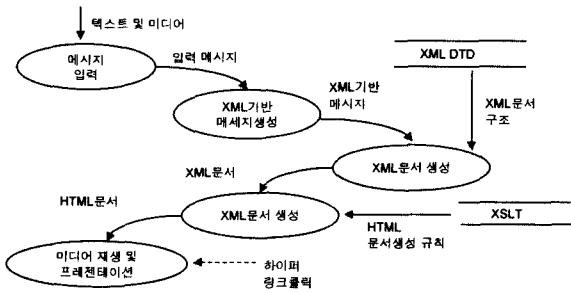 텍스트 및 미디어
메시지
입력
입력 메시지
XML DTD
XML기반
메세지생성
XML기반
메시지
XML문서
구조
XML문서 생성
XML문서
HTML문서
XML문서 생성
XSLT
HTML
문서생성 규칙
미디어 재생 및
프레젠테이션
하이퍼
링크클릭